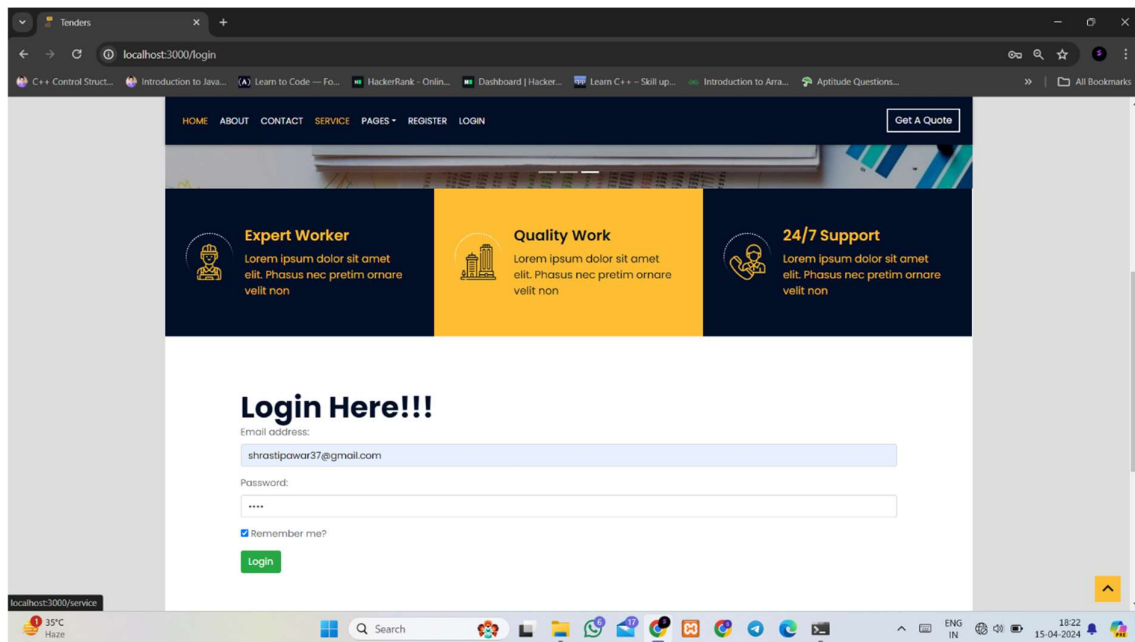 Tenders
localhost:3000/login
C++ Control Struct... Introduction to Java... Learn to Code — Fo... HackerRank - Onlin... Dashboard | Hacker... Learn C++ – Skill up... Introduction to Arra... Aptitude Questions... All Bookmarks
HOME ABOUT CONTACT SERVICE PAGES REGISTER LOGIN Get A Quote
Expert Worker
Lorem ipsum dolor sit amet
elit. Phasus nec pretim ornare
velit non
Quality Work
Lorem ipsum dolor sit amet
elit. Phasus nec pretim ornare
velit non
24/7 Support
Lorem ipsum dolor sit amet
elit. Phasus nec pretim ornare
velit non
Login Here!!!
Email address:
shrastipawar37@gmail.com
Password:
••••
Remember me?
Login
localhost:3000/service
1 35°C
Haze
Search
17
ENG
IN
18:22
15-04-2024